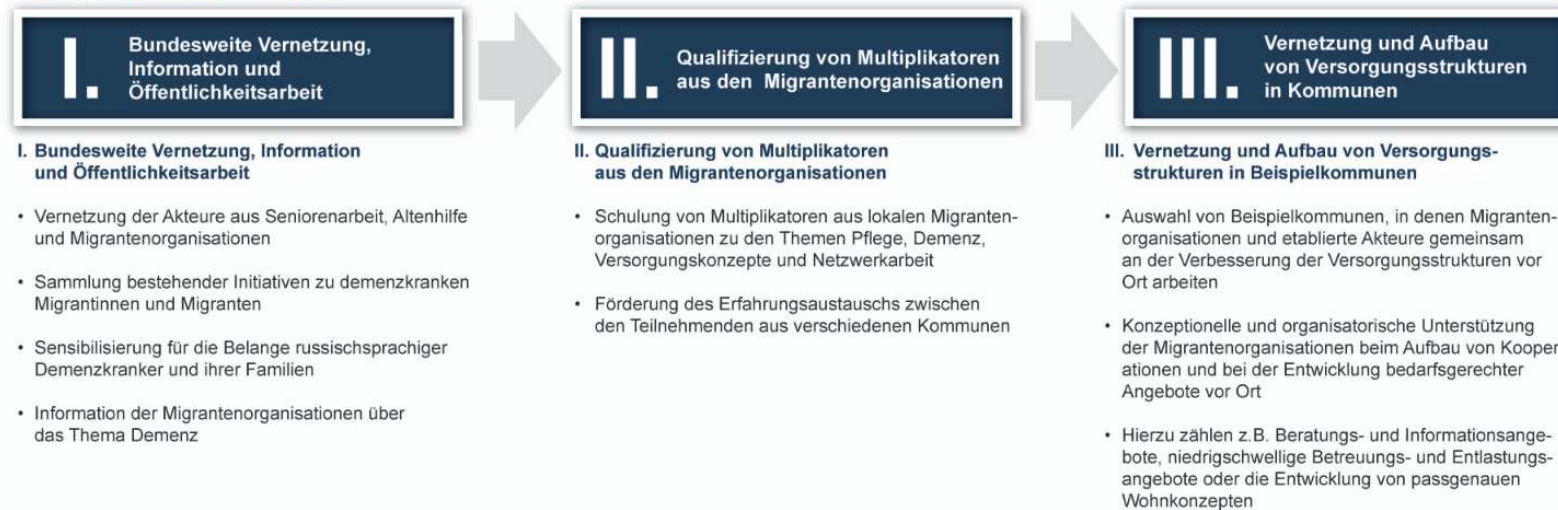 I.
Bundesweite Vernetzung,
Information und
Öffentlichkeitsarbeit
II.
Qualifizierung von Multiplikatoren
aus den Migrantenorganisationen
III.
Vernetzung und Aufbau
von Versorgungsstrukturen
in Kommunen
I. Bundesweite Vernetzung, Information
und Öffentlichkeitsarbeit
• Vernetzung der Akteure aus Seniorenarbeit, Altenhilfe
und Migrantenorganisationen
• Sammlung bestehender Initiativen zu demenzkranken
Migrantinnen und Migranten
• Sensibilisierung für die Belange russischsprachiger
Demenzkranker und ihrer Familien
• Information der Migrantenorganisationen über
das Thema Demenz
II. Qualifizierung von Multiplikatoren
aus den Migrantenorganisationen
• Schulung von Multiplikatoren aus lokalen Migranten-
organisationen zu den Themen Pflege, Demenz,
Versorgungskonzepte und Netzwerkarbeit
• Förderung des Erfahrungsaustauschs zwischen
den Teilnehmenden aus verschiedenen Kommunen
III. Vernetzung und Aufbau von Versorgungs-
strukturen in Beispielkommunen
• Auswahl von Beispielkommunen, in denen Migranten-
organisationen und etablierte Akteure gemeinsam
an der Verbesserung der Versorgungsstrukturen vor
Ort arbeiten
• Konzeptionelle und organisatorische Unterstützung
der Migrantenorganisationen beim Aufbau von Kooper
ationen und bei der Entwicklung bedarfsgerechter
Angebote vor Ort
• Hierzu zählen z.B. Beratungs- und Informationsange-
bote, niedrigschwellige Betreuungs- und Entlastungs-
angebote oder die Entwicklung von passgenauen
Wohnkonzepten